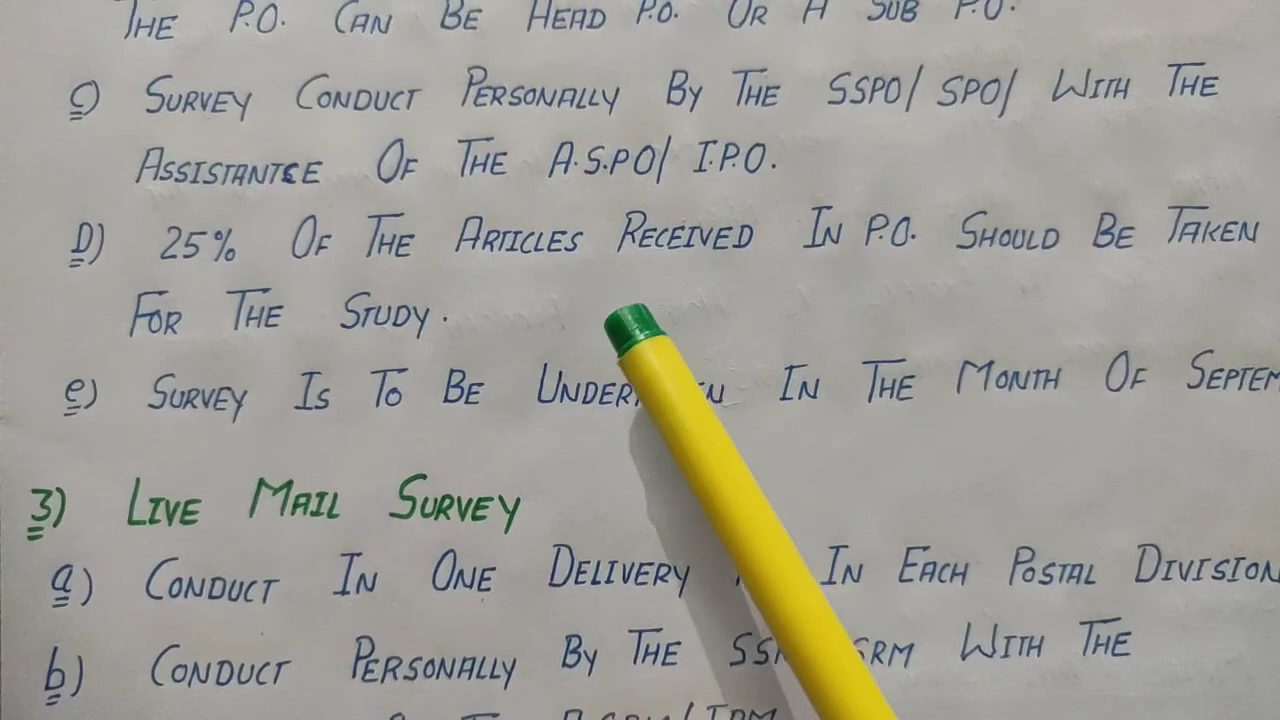 THE P.O. CAN BE HEAD P.O. OR A SUB P.O.
C) SURVEY CONDUCT PERSONALLY BY THE SSPO/ SPO/ WITH THE
ASSISTANTCE OF THE A.S.PO/ I.P.O.
D) 25% OF THE ARTICLES RECEIVED IN P.O. SHOULD BE TAKEN
FOR THE STUDY.
e) SURVEY IS TO BE IN THE MONTH OF
3) LIVE MAIL SURVEY
a) CONDUCT IN ONE DELIVERY IN EACH POSTAL DIVISION
b) CONDUCT PERSONALLY BY THE WITH THE